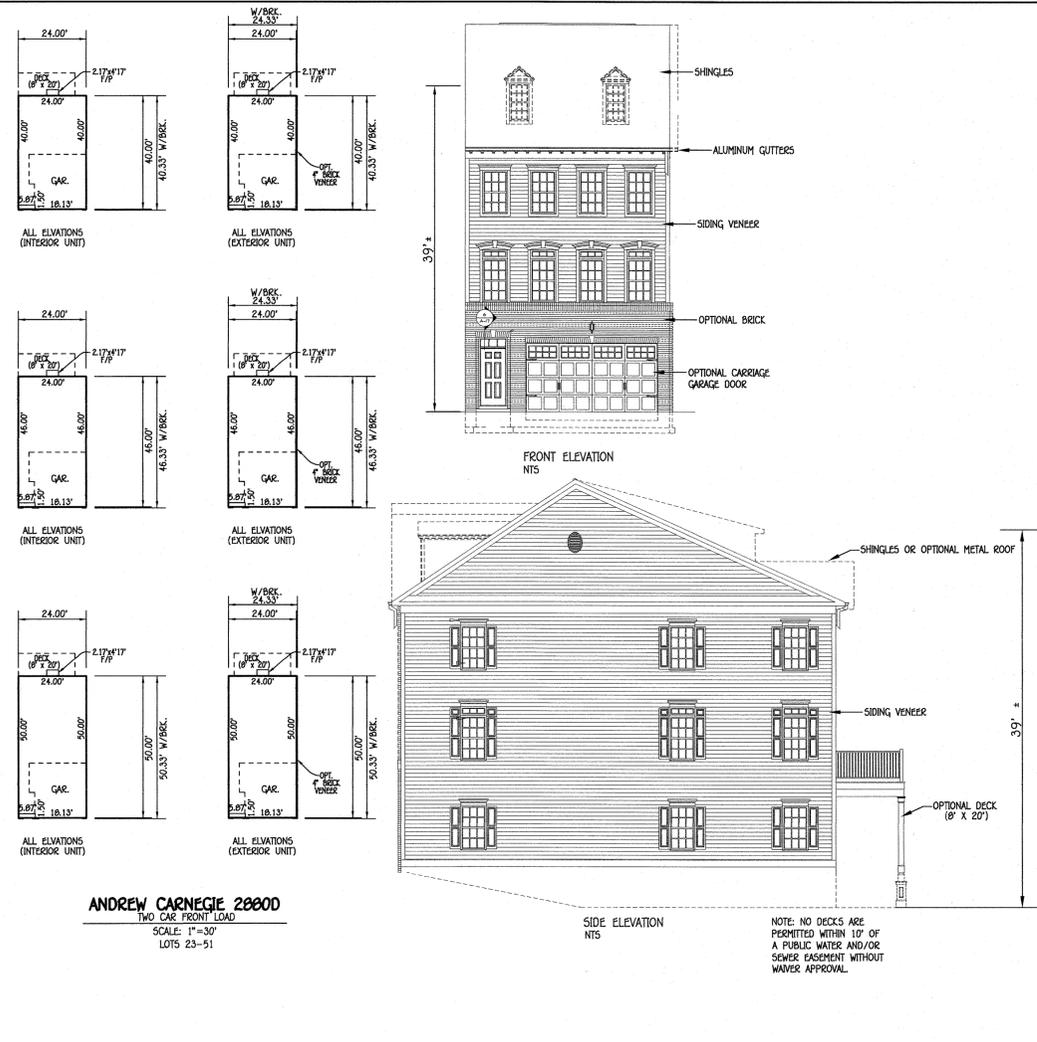 24.00'
DECK
(8' X 20')
2.17'x4'17"
F/P
24.00'
40.00'
40.00'
GAR.
5.87'
1.50'
18.13'
40.00'
40.33' W/BRK.
ALL ELVATIONS
(INTERIOR UNIT)
W/BRK.
24.33'
24.00'
DECK
(8' X 20')
2.17'x4'17"
F/P
24.00'
40.00'
40.00'
OPT.
4" BRICK
VENEER
GAR.
5.87'
1.50'
18.13'
40.00'
40.33' W/BRK.
ALL ELVATIONS
(EXTERIOR UNIT)
24.00'
DECK
(8' X 20')
2.17'x4'17"
F/P
24.00'
46.00'
46.00'
GAR.
5.87'
1.50'
18.13'
46.00'
46.33' W/BRK.
ALL ELVATIONS
(INTERIOR UNIT)
W/BRK.
24.33'
24.00'
DECK
(8' X 20')
2.17'x4'17"
F/P
24.00'
46.00'
46.00'
OPT.
4" BRICK
VENEER
GAR.
5.87'
1.50'
18.13'
46.00'
46.33' W/BRK.
ALL ELVATIONS
(EXTERIOR UNIT)
24.00'
DECK
(8' X 20')
2.17'x4'17"
F/P
24.00'
50.00'
50.00'
GAR.
5.87'
1.50'
18.13'
50.00'
50.33' W/BRK.
ALL ELVATIONS
(INTERIOR UNIT)
W/BRK.
24.33'
24.00'
DECK
(8' X 20')
2.17'x4'17"
F/P
24.00'
50.00'
50.00'
OPT.
4" BRICK
VENEER
GAR.
5.87'
1.50'
18.13'
50.00'
50.33' W/BRK.
ALL ELVATIONS
(EXTERIOR UNIT)
ANDREW CARNEGIE 2880D
TWO CAR FRONT LOAD
SCALE: 1"=30'
LOTS 23-51
39'±
SHINGLES
ALUMINUM GUTTERS
SIDING VENEER
OPTIONAL BRICK
OPTIONAL CARRIAGE
GARAGE DOOR
FRONT ELEVATION
NTS
SHINGLES OR OPTIONAL METAL ROOF
SIDING VENEER
39' ±
OPTIONAL DECK
(8' X 20')
SIDE ELEVATION
NTS
NOTE: NO DECKS ARE
PERMITTED WITHIN 10' OF
A PUBLIC WATER AND/OR
SEWER EASEMENT WITHOUT
WAIVER APPROVAL.